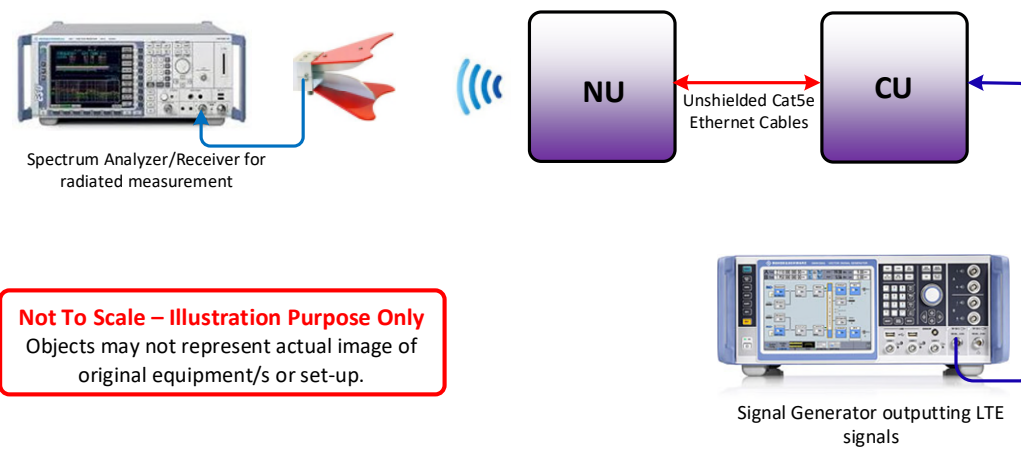 NU
CU
Unshielded Cat5e
Ethernet Cables
Spectrum Analyzer/Receiver for
radiated measurement
Not To Scale – Illustration Purpose Only
Objects may not represent actual image of
original equipment/s or set-up.
Signal Generator outputting LTE
signals